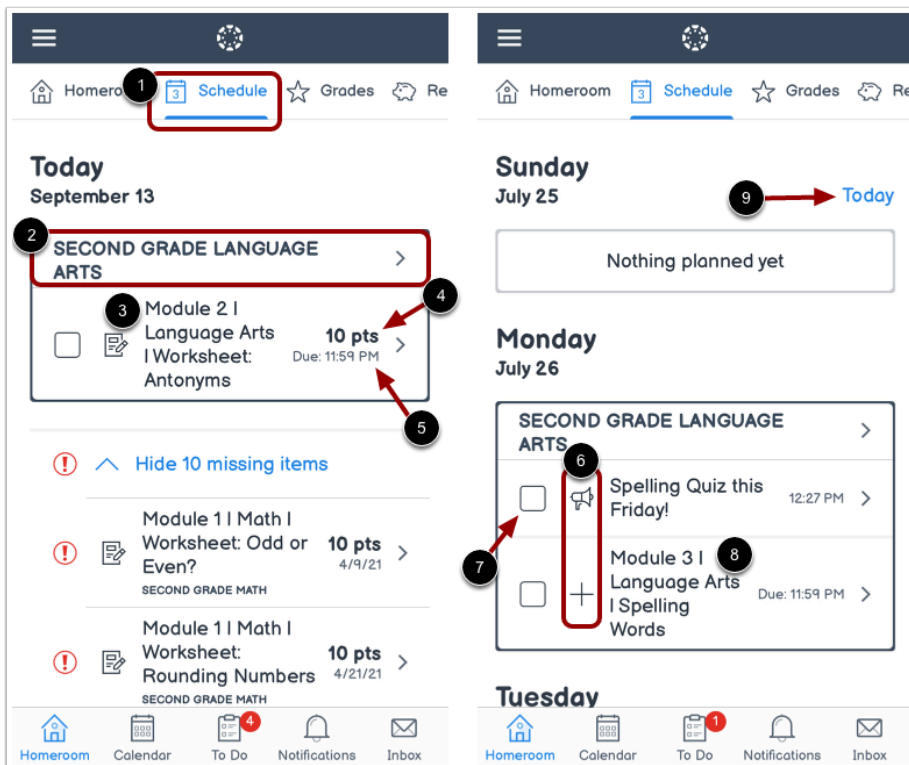 Homeroom
1
3
Schedule
Grades
Re
Today
September 13
2
SECOND GRADE LANGUAGE
ARTS
3
Module 2 |
Language Arts
| Worksheet:
Antonyms
10 pts
Due: 11:59 PM
4
5
! Hide 10 missing items
! Module 1 | Math |
Worksheet: Odd or
Even?
SECOND GRADE MATH
10 pts
4/9/21
! Module 1 | Math |
Worksheet:
Rounding Numbers
SECOND GRADE MATH
10 pts
4/21/21
Homeroom
Calendar
4
To Do
Notifications
Inbox
Homeroom
3
Schedule
Grades
Re
Sunday
July 25
9
Today
Nothing planned yet
Monday
July 26
SECOND GRADE LANGUAGE
ARTS
6
Spelling Quiz this
Friday!
12:27 PM
7
8
Module 3 |
Language Arts
| Spelling
Words
Due: 11:59 PM
Tuesday
Homeroom
Calendar
1
To Do
Notifications
Inbox